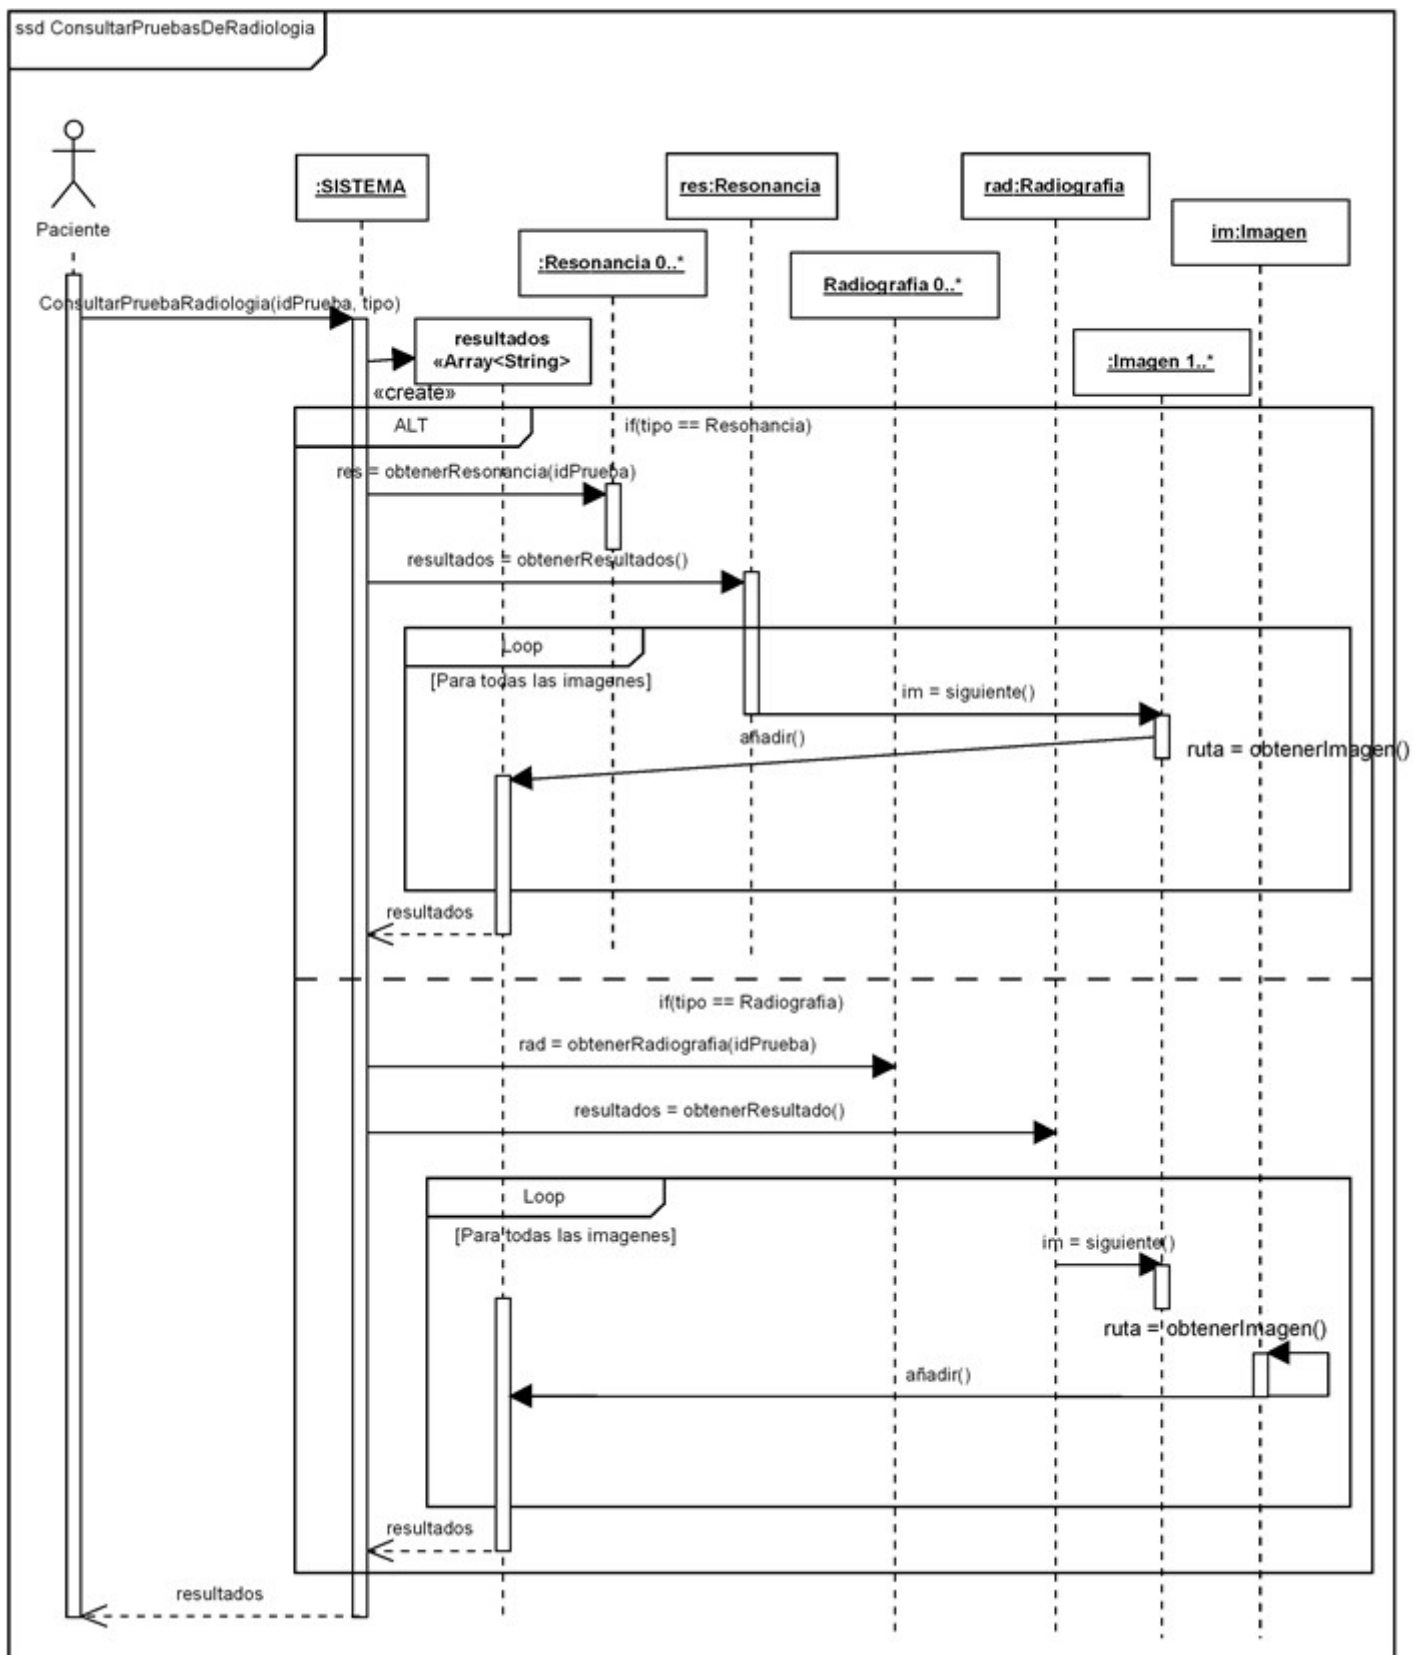 ssd ConsultarPruebasDeRadiologia
Paciente
:SISTEMA
res:Resonancia
rad:Radiografia
im:Imagen
:Resonancia 0..*
Radiografia 0..*
ConsultarPruebaRadiologia(idPrueba, tipo)
resultados
«Array<String>
:Imagen 1..*
«create»
ALT
if(tipo == Resonancia)
res = obtenerResonancia(idPrueba)
resultados = obtenerResultados()
Loop
[Para todas las imagenes]
im = siguiente()
añadir()
ruta = obtenerImagen()
resultados
if(tipo == Radiografia)
rad = obtenerRadiografia(idPrueba)
resultados = obtenerResultado()
Loop
[Para todas las imagenes]
im = siguiente()
ruta = obtenerImagen()
añadir()
resultados
resultados